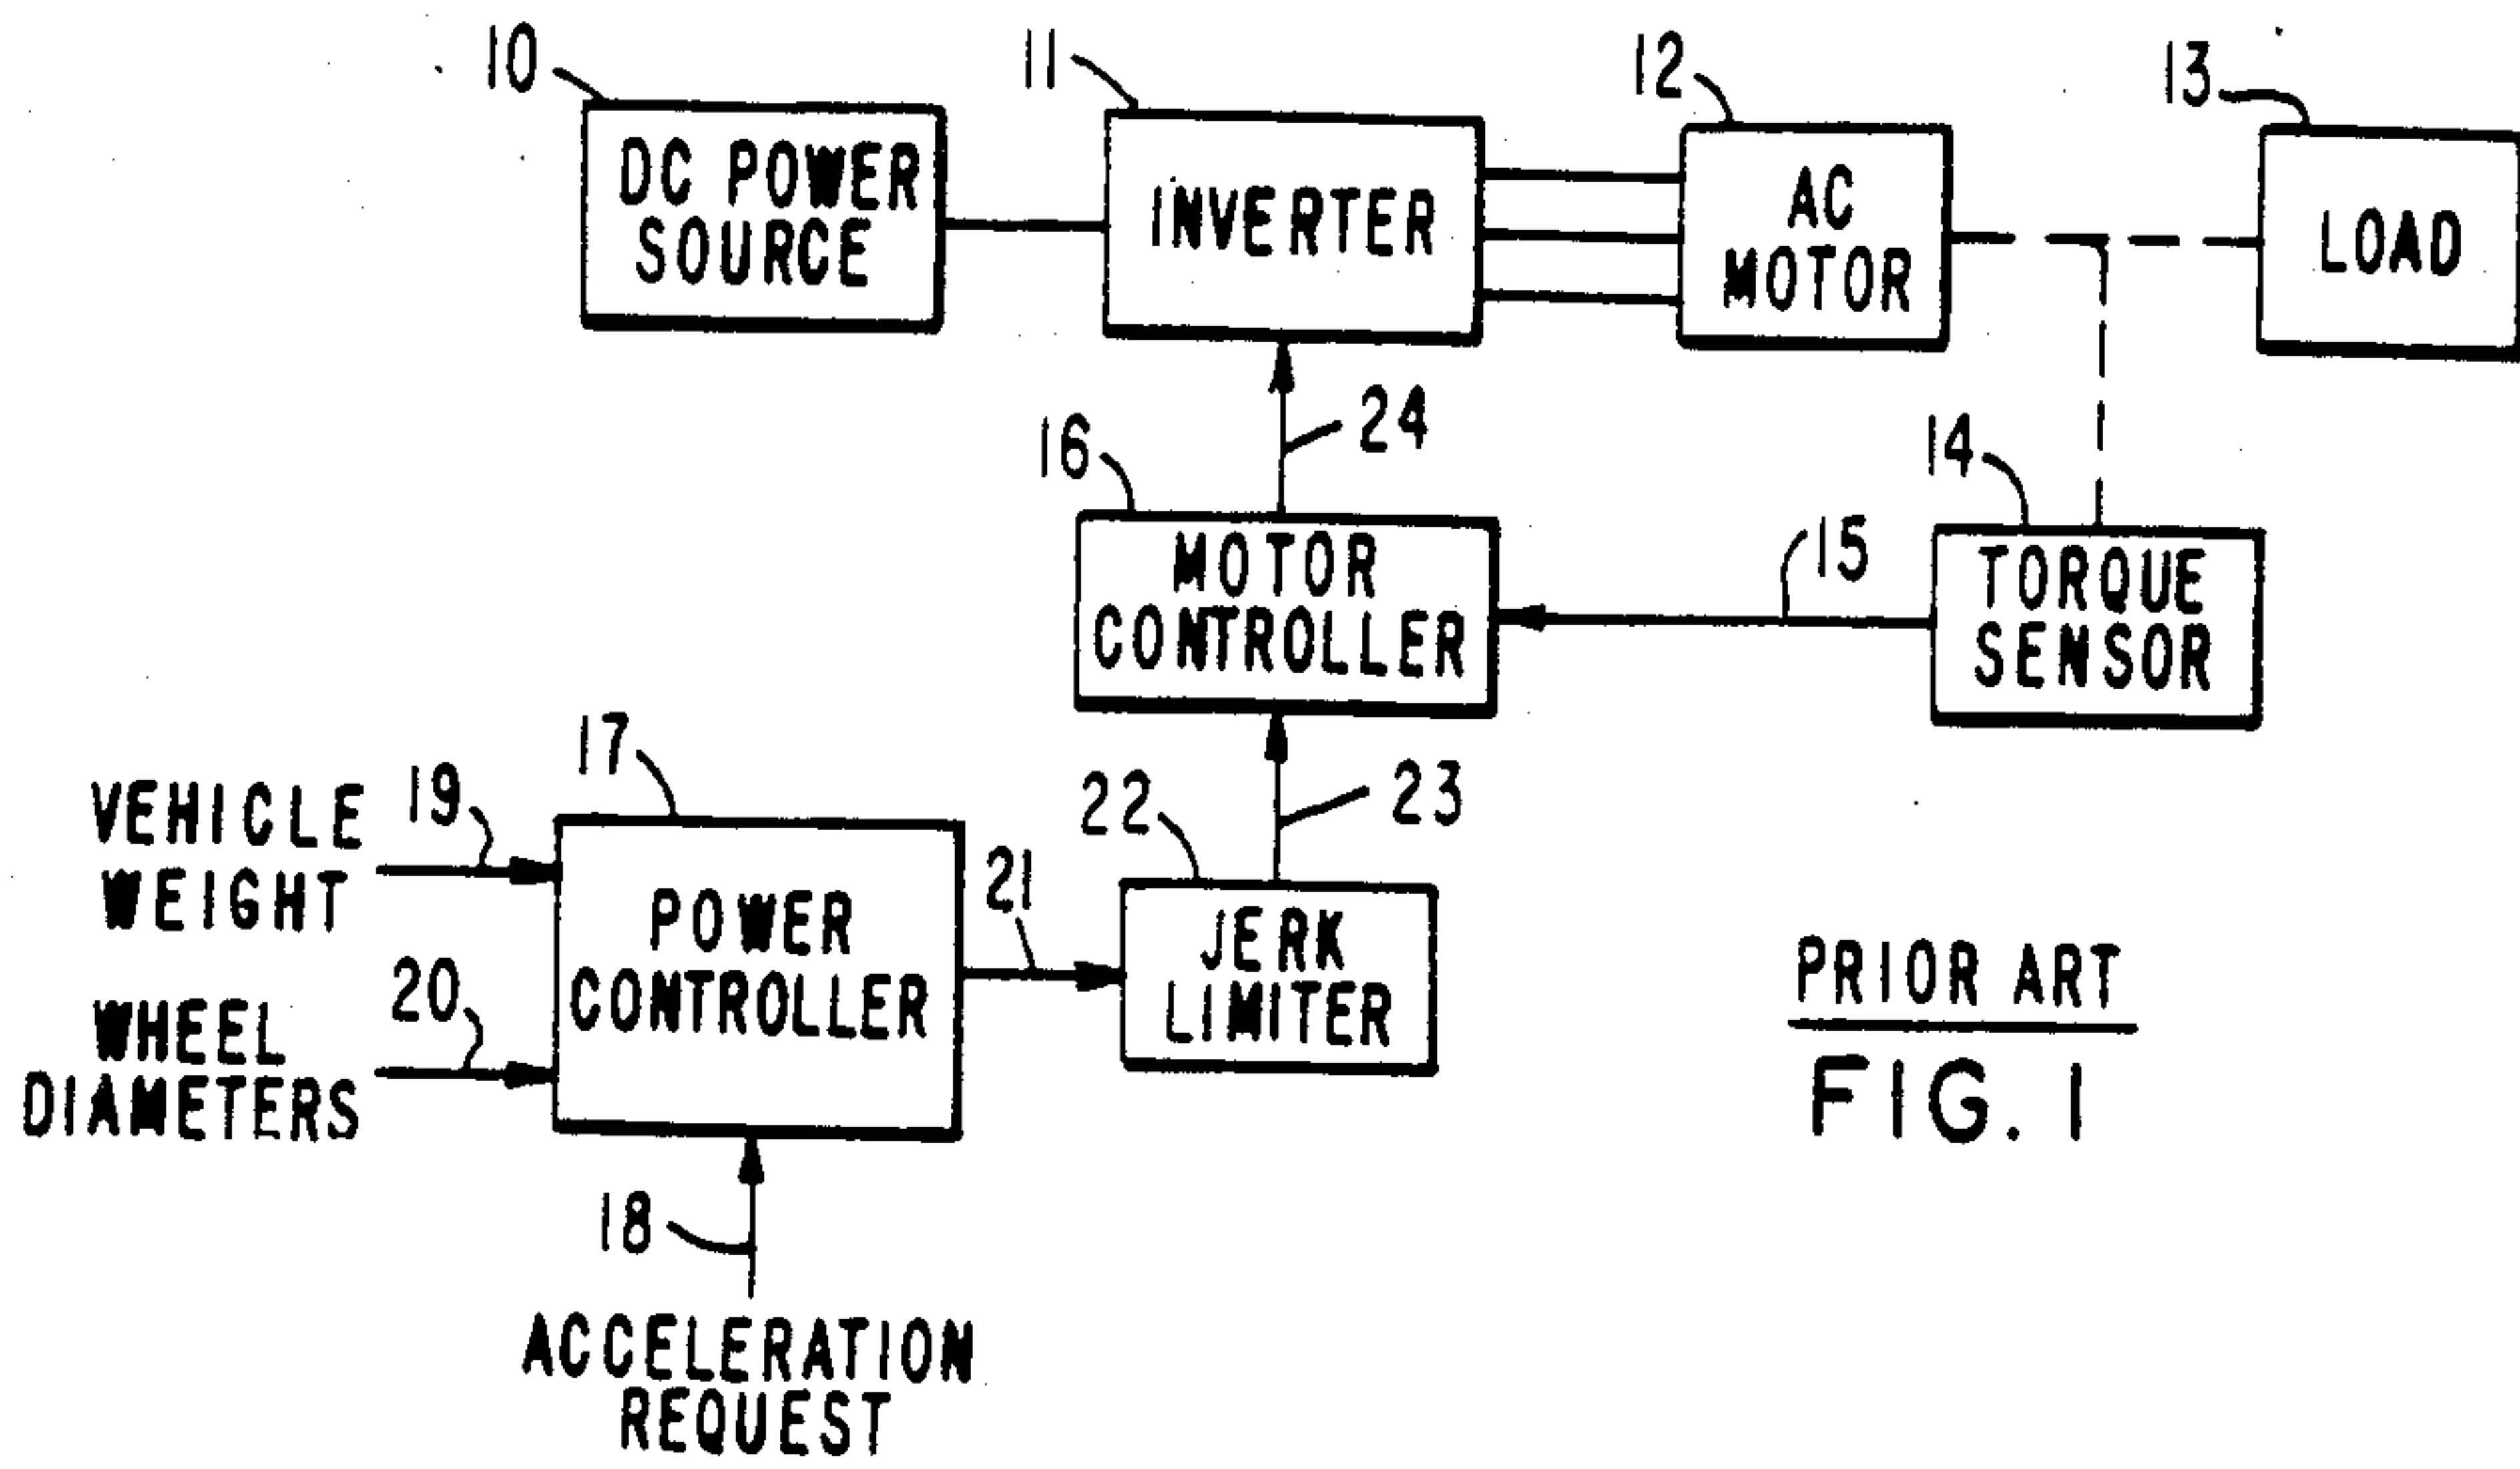 10
11
12
13
DC POWER
SOURCE
INVERTER
AC
MOTOR
LOAD
24
16
14
15
MOTOR
CONTROLLER
TORQUE
SENSOR
17
19
VEHICLE
WEIGHT
22
23
21
POWER
CONTROLLER
JERK
LIMITER
20
WHEEL
DIAMETERS
PRIOR ART
FIG. 1
18
ACCELERATION
REQUEST